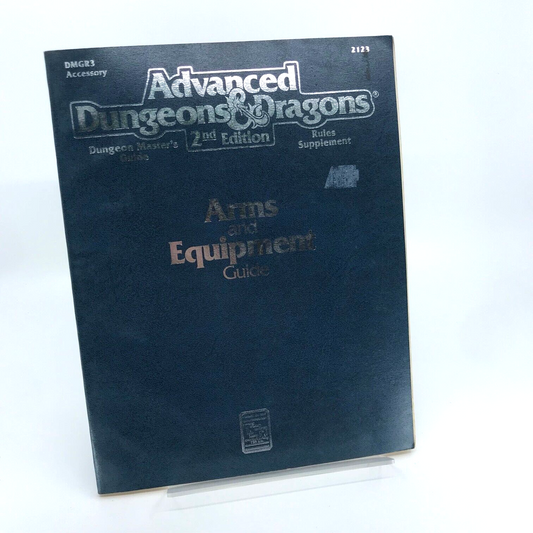 DMGR3
Accessory
2123
Advanced
Dungeons & Dragons®
2nd Edition
Dungeon Master's
Guide
Rules
Supplement
Arms
and
Equipment
Guide